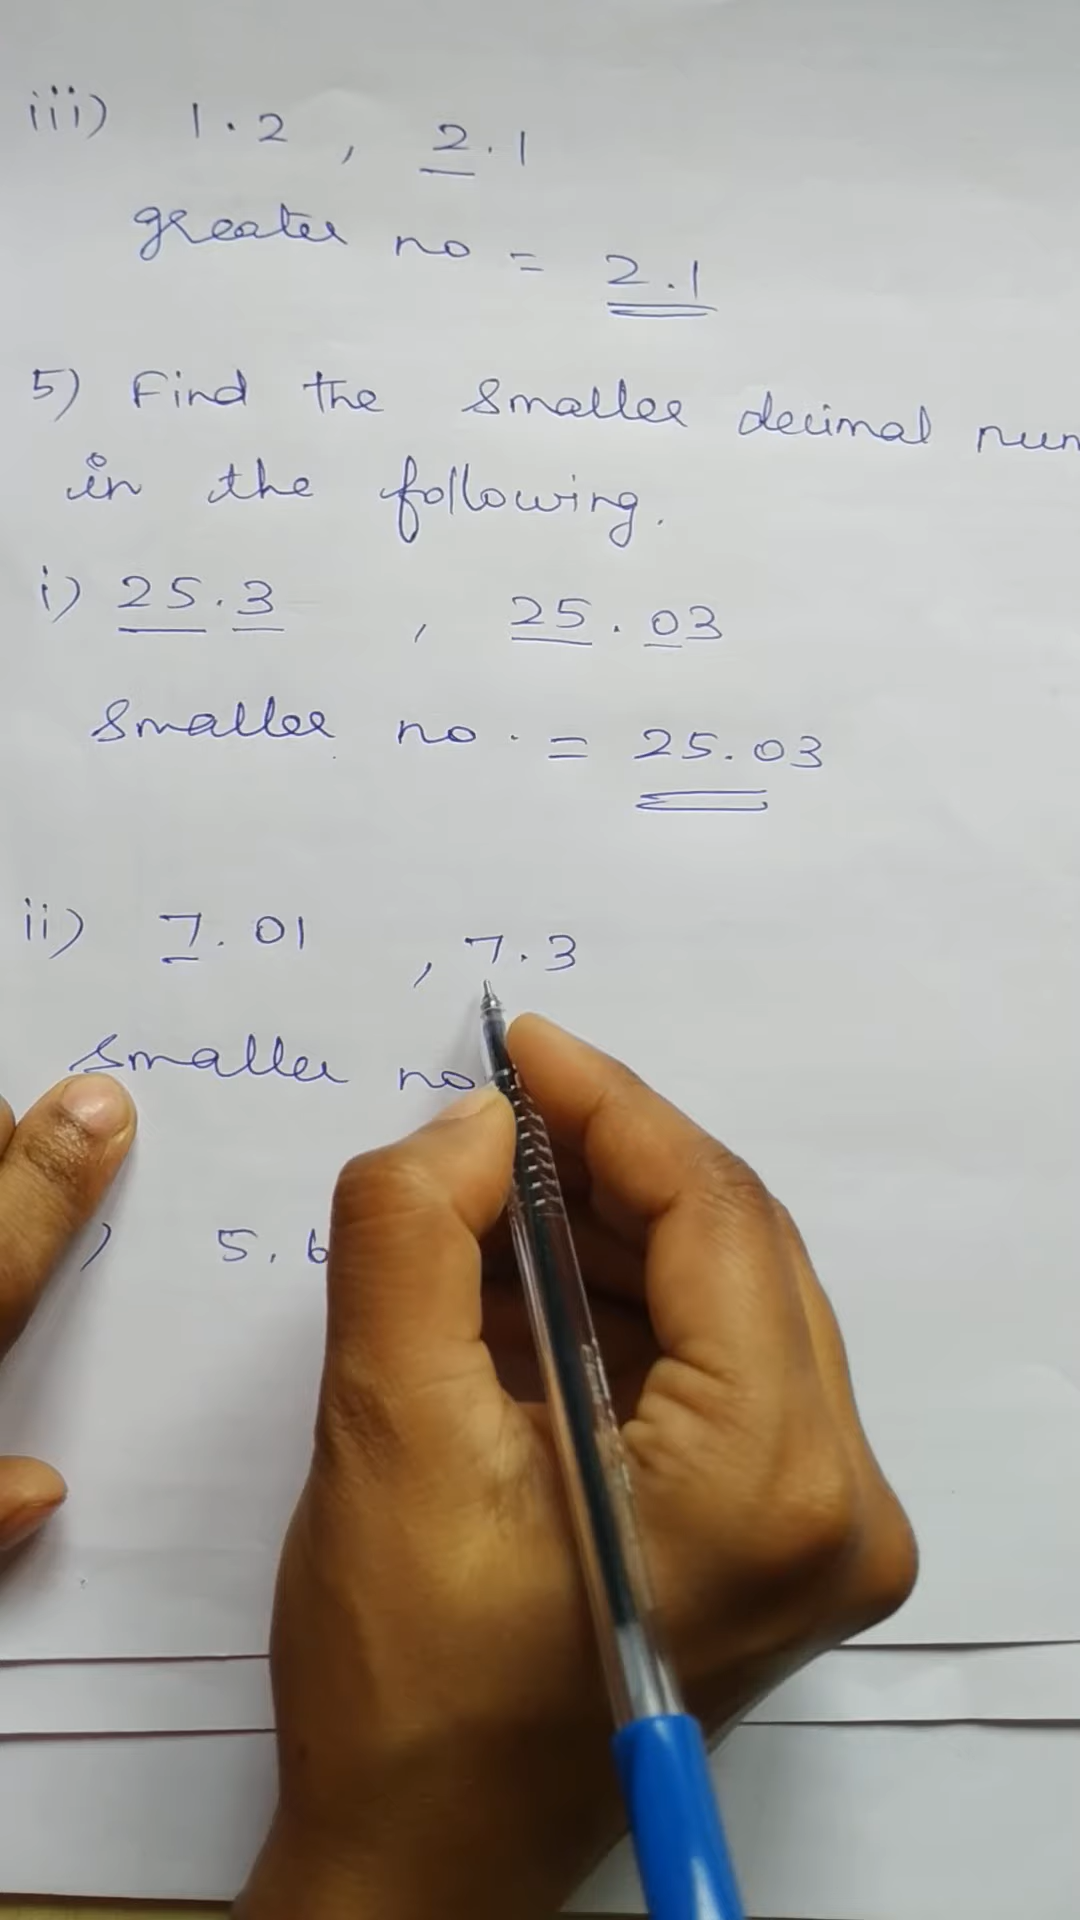 iii) 1.2 , 2.1
greater no = 2.1
5) Find the smaller decimal
in the following.
i) 25.3 , 25.03
smaller no. = 25.03
ii) 7.01 , 7.3
smaller no
) 5.6